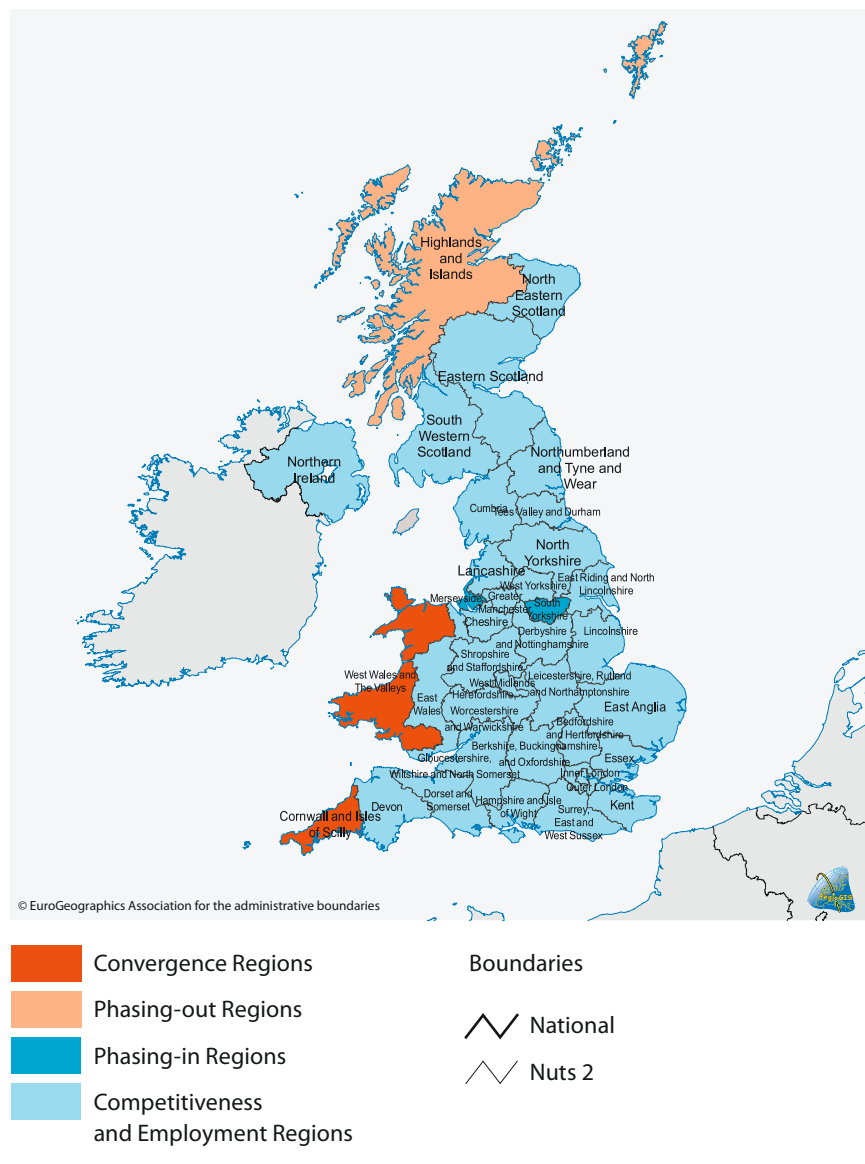 Highlands
and
Islands
North
Eastern
Scotland
Eastern Scotland
South
Western
Scotland
Northumberland
and Tyne and
Wear
Northern
Ireland
Cumbria
Tees Valley and Durham
North
Yorkshire
Lancashire
West Yorkshire
East Riding and North
Lincolnshire
Merseyside
Greater
Manchester
South
Yorkshire
Cheshire
Derbyshire
and Nottinghamshire
Lincolnshire
Shropshire
and Staffordshire
West Wales and
The Valleys
West Midlands
Leicestershire, Rutland
and Northamptonshire
East
Wales
Herefordshire,
Worcestershire
and Warwickshire
East Anglia
Bedfordshire
and Hertfordshire
Gloucestershire,
Wiltshire and North Somerset
Berkshire, Buckinghamshire,
and Oxfordshire
Essex
Inner London
Outer London
Cornwall and Isles
of Scilly
Devon
Dorset and
Somerset
Hampshire and Isle
of Wight
Surrey,
East and
West Sussex
Kent
© EuroGeographics Association for the administrative boundaries
RegioGIS
Convergence Regions
Phasing-out Regions
Phasing-in Regions
Competitiveness
and Employment Regions
Boundaries
National
Nuts 2